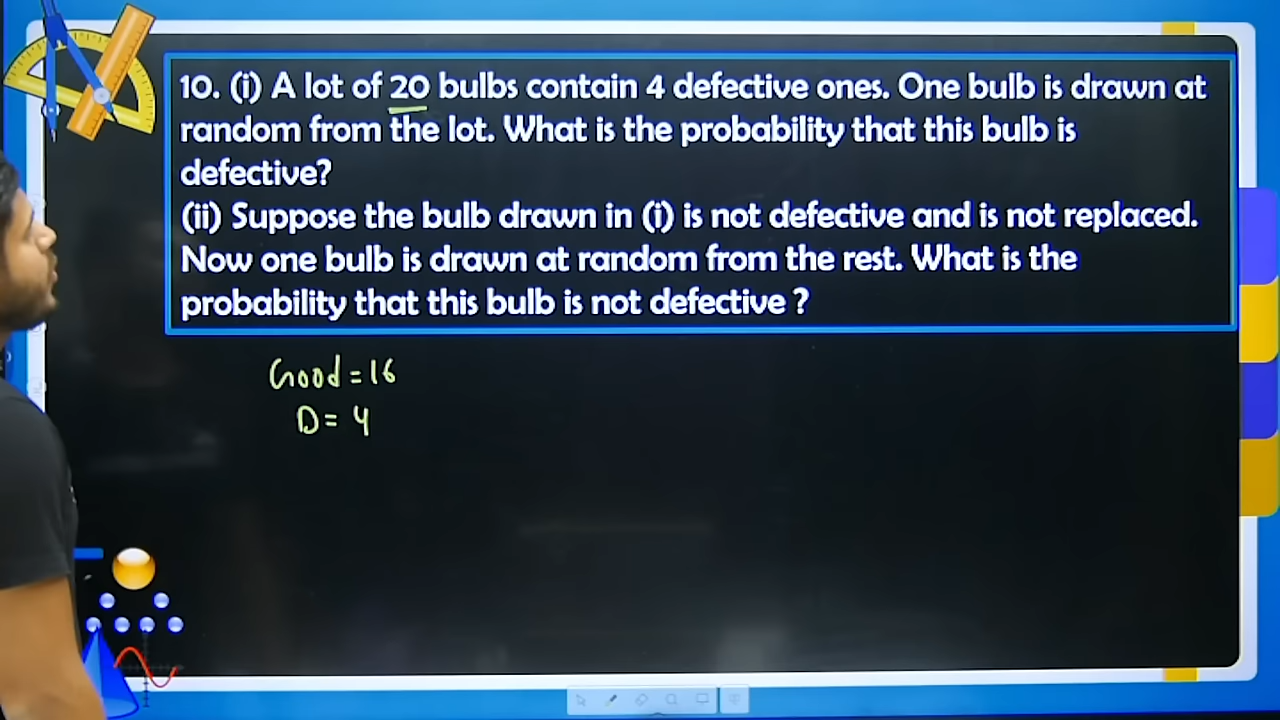 10. (i) A lot of 20 bulbs contain 4 defective ones. One bulb is drawn at
random from the lot. What is the probability that this bulb is
defective?
(ii) Suppose the bulb drawn in (i) is not defective and is not replaced.
Now one bulb is drawn at random from the rest. What is the
probability that this bulb is not defective ?
Good = 16
D = 4